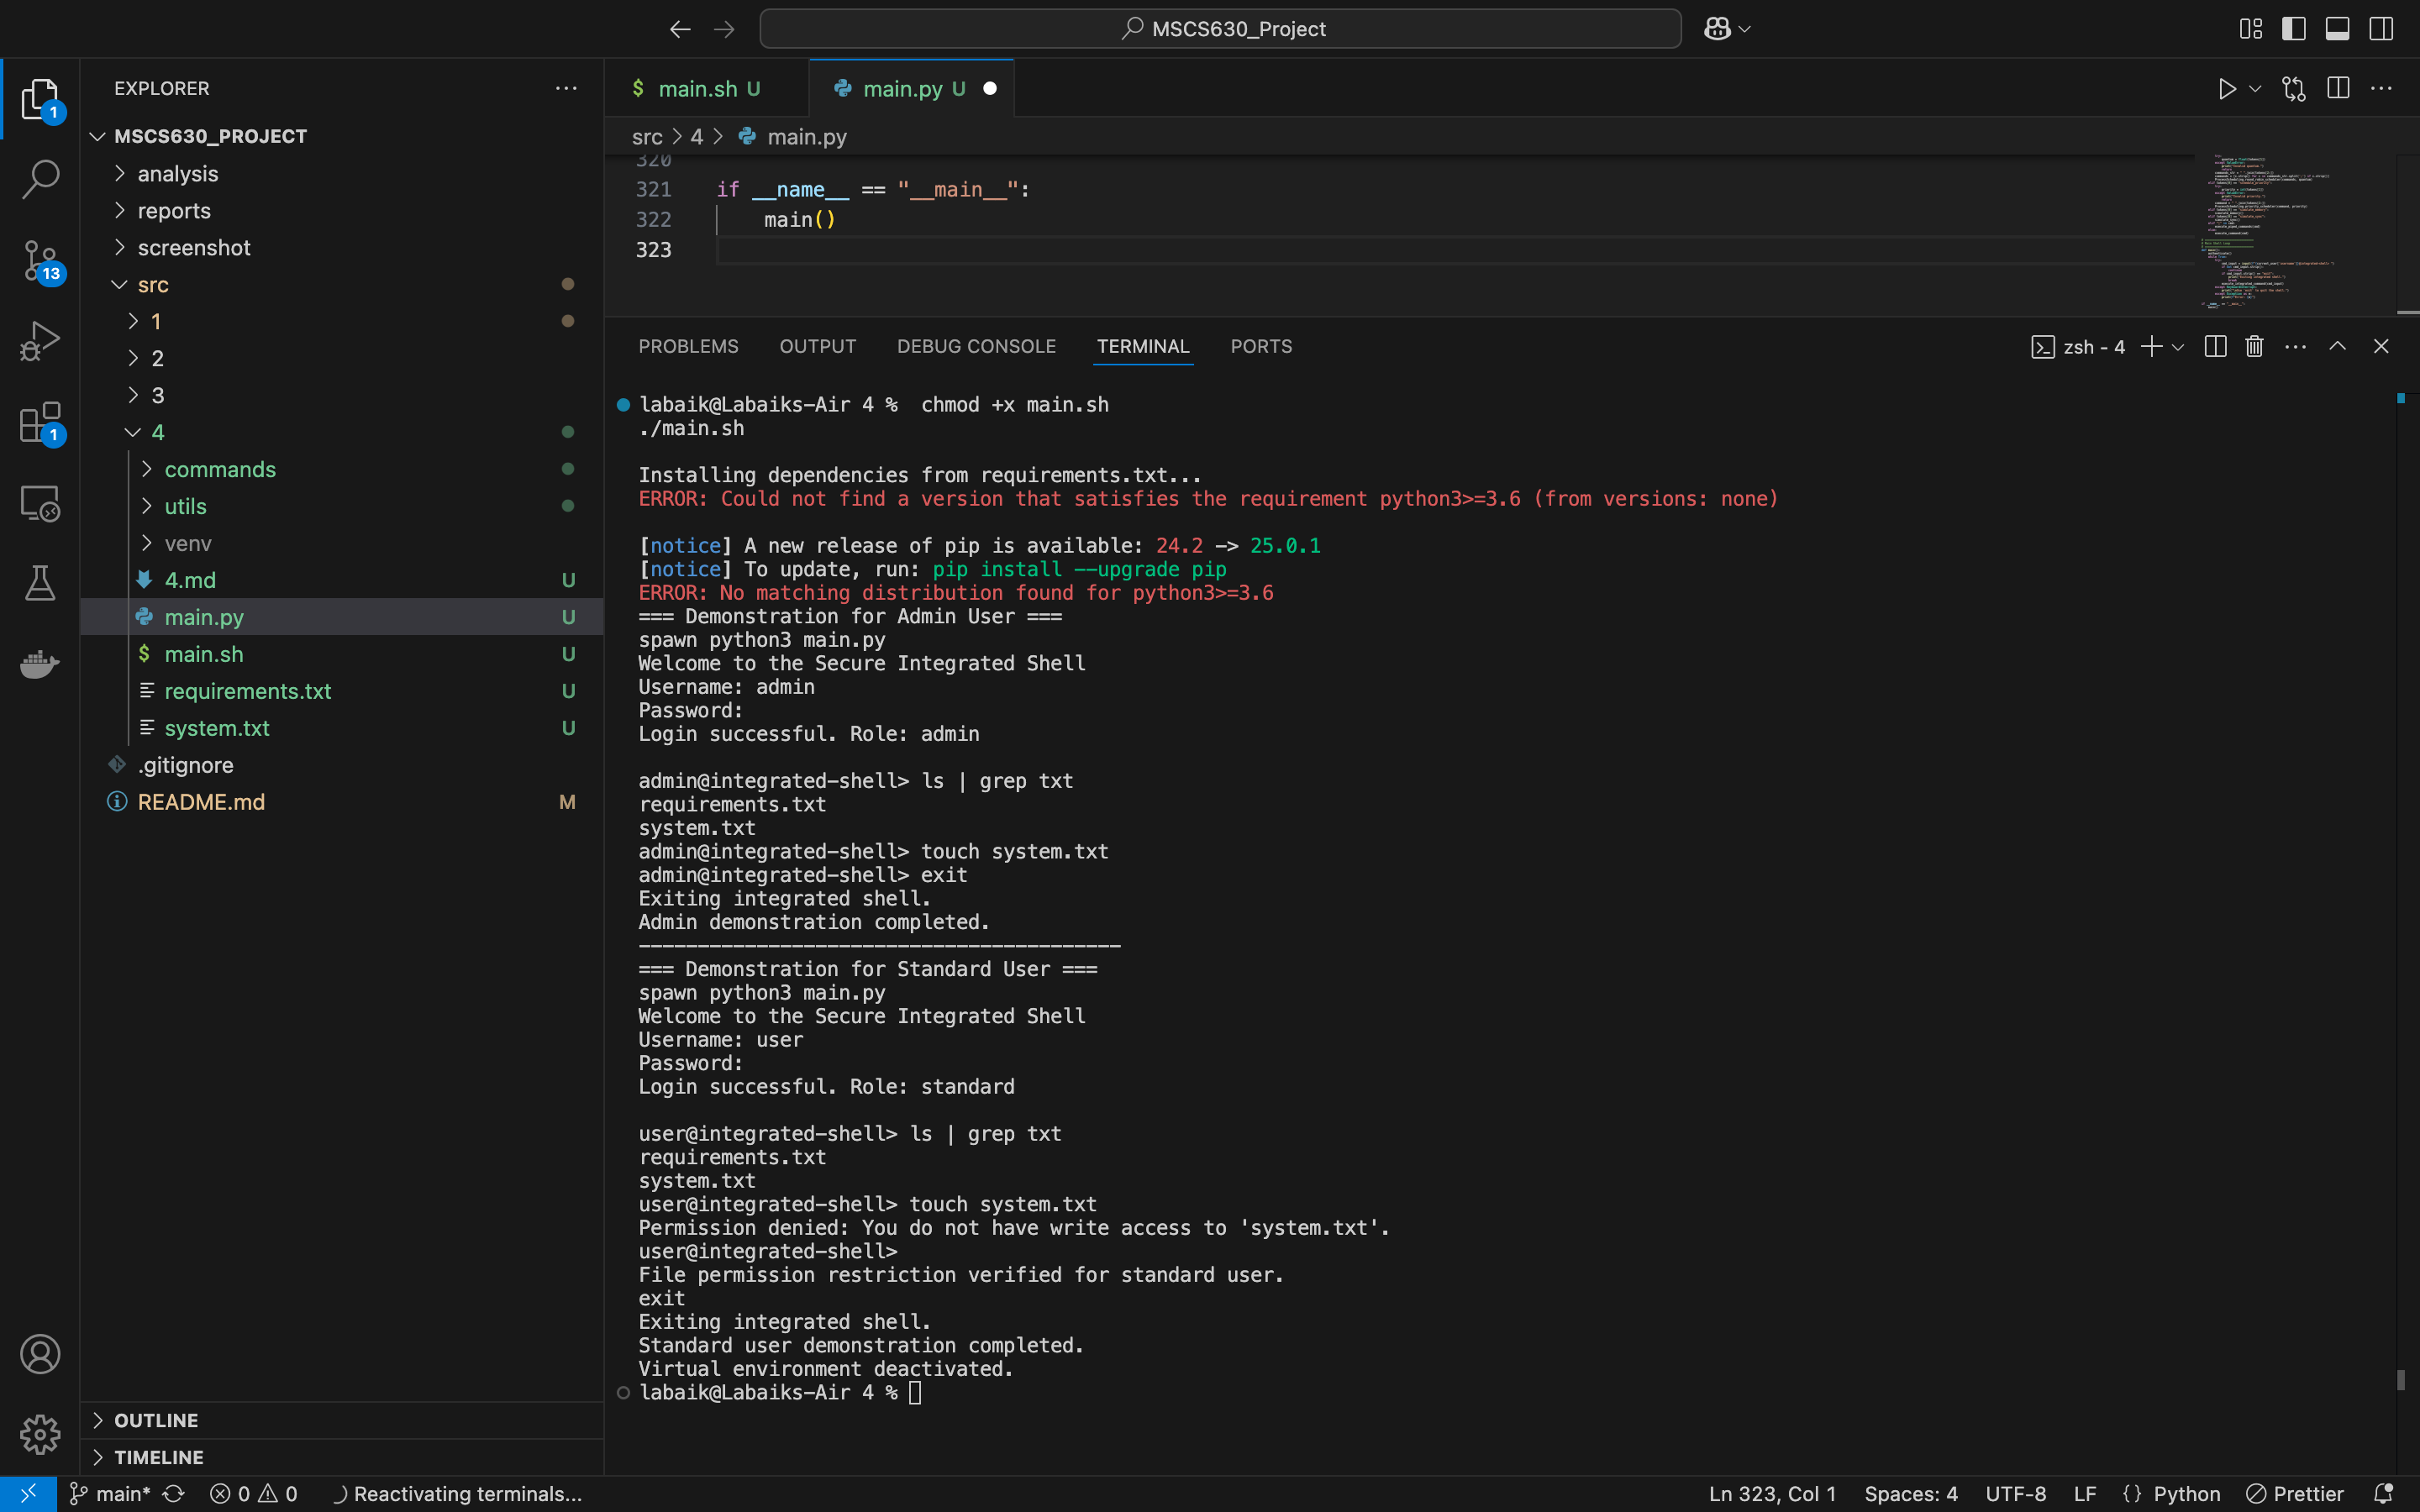 MSCS630_Project
EXPLORER
MSCS630_PROJECT
analysis
reports
screenshot
src
1
2
3
4
commands
utils
venv
4.md U
main.py U
main.sh U
requirements.txt U
system.txt U
.gitignore
README.md M
OUTLINE
TIMELINE
1
13
1
$ main.sh U
main.py U
src > 4 > main.py
320
321 if __name__ == "__main__":
322 main()
323
PROBLEMS OUTPUT DEBUG CONSOLE TERMINAL PORTS
zsh - 4
labaik@Labaiks-Air 4 %  chmod +x main.sh
./main.sh
Installing dependencies from requirements.txt...
ERROR: Could not find a version that satisfies the requirement python3>=3.6 (from versions: none)
[notice] A new release of pip is available: 24.2 -> 25.0.1
[notice] To update, run: pip install --upgrade pip
ERROR: No matching distribution found for python3>=3.6
=== Demonstration for Admin User ===
spawn python3 main.py
Welcome to the Secure Integrated Shell
Username: admin
Password:
Login successful. Role: admin
admin@integrated-shell> ls | grep txt
requirements.txt
system.txt
admin@integrated-shell> touch system.txt
admin@integrated-shell> exit
Exiting integrated shell.
Admin demonstration completed.
-----------------------------------------
=== Demonstration for Standard User ===
spawn python3 main.py
Welcome to the Secure Integrated Shell
Username: user
Password:
Login successful. Role: standard
user@integrated-shell> ls | grep txt
requirements.txt
system.txt
user@integrated-shell> touch system.txt
Permission denied: You do not have write access to 'system.txt'.
user@integrated-shell>
File permission restriction verified for standard user.
exit
Exiting integrated shell.
Standard user demonstration completed.
Virtual environment deactivated.
labaik@Labaiks-Air 4 %
main* 0 0 Reactivating terminals... Ln 323, Col 1 Spaces: 4 UTF-8 LF {} Python Prettier